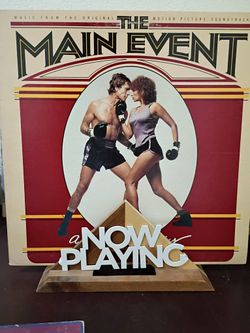 MUSIC FROM THE ORIGINAL MOTION PICTURE SOUNDTRACK
THE
MAIN EVENT
NOW
PLAYING